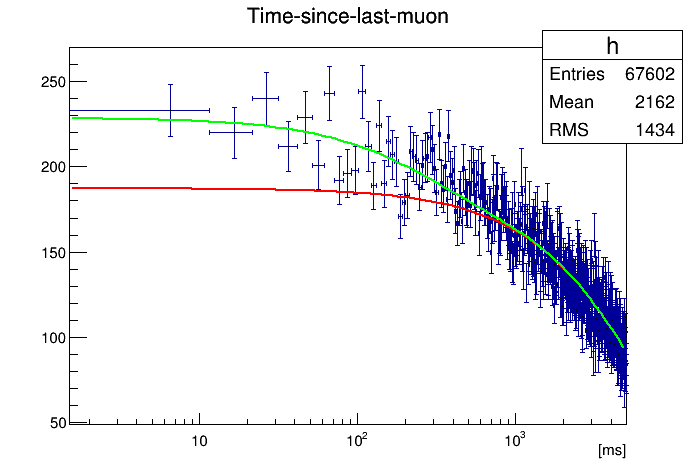 Time-since-last-muon
h
Entries 67602
Mean 2162
RMS 1434
250
200
150
100
50
10
10²
10³
[ms]